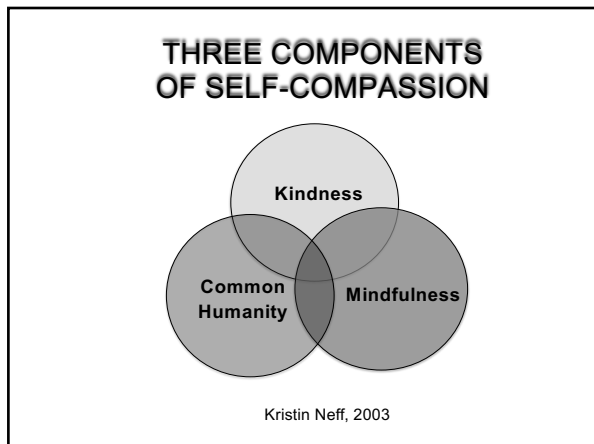 THREE COMPONENTS
OF SELF-COMPASSION
Kindness
Common
Humanity
Mindfulness
Kristin Neff, 2003